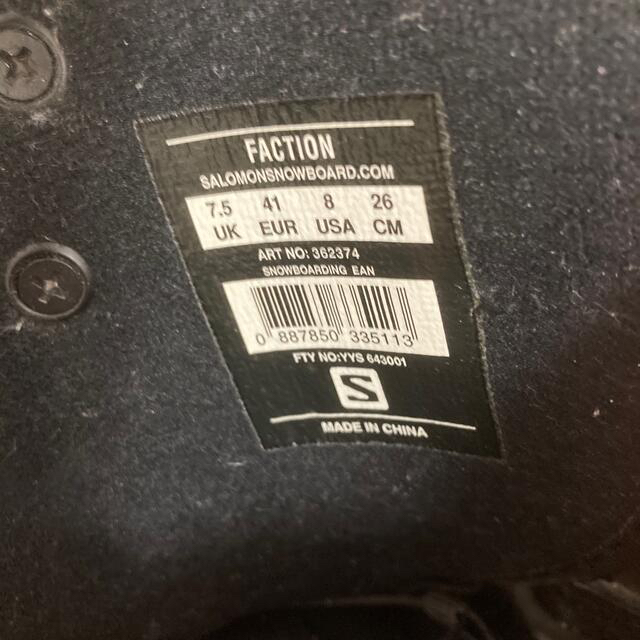 FACTION
SALOMONSNOWBOARD.COM
7.5 41 8 26
UK EUR USA CM
ART NO: 362374
SNOWBOARDING EAN
0 887850 335113
FTY NO:YYS 643001
S
MADE IN CHINA